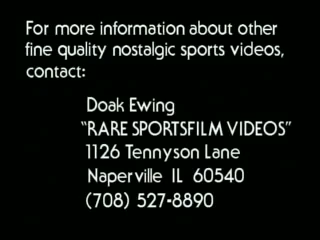 For more information about other
fine quality nostalgic sports videos,
contact:
Doak Ewing
"RARE SPORTSFILM VIDEOS"
1126 Tennyson Lane
Naperville IL 60540
(708) 527-8890